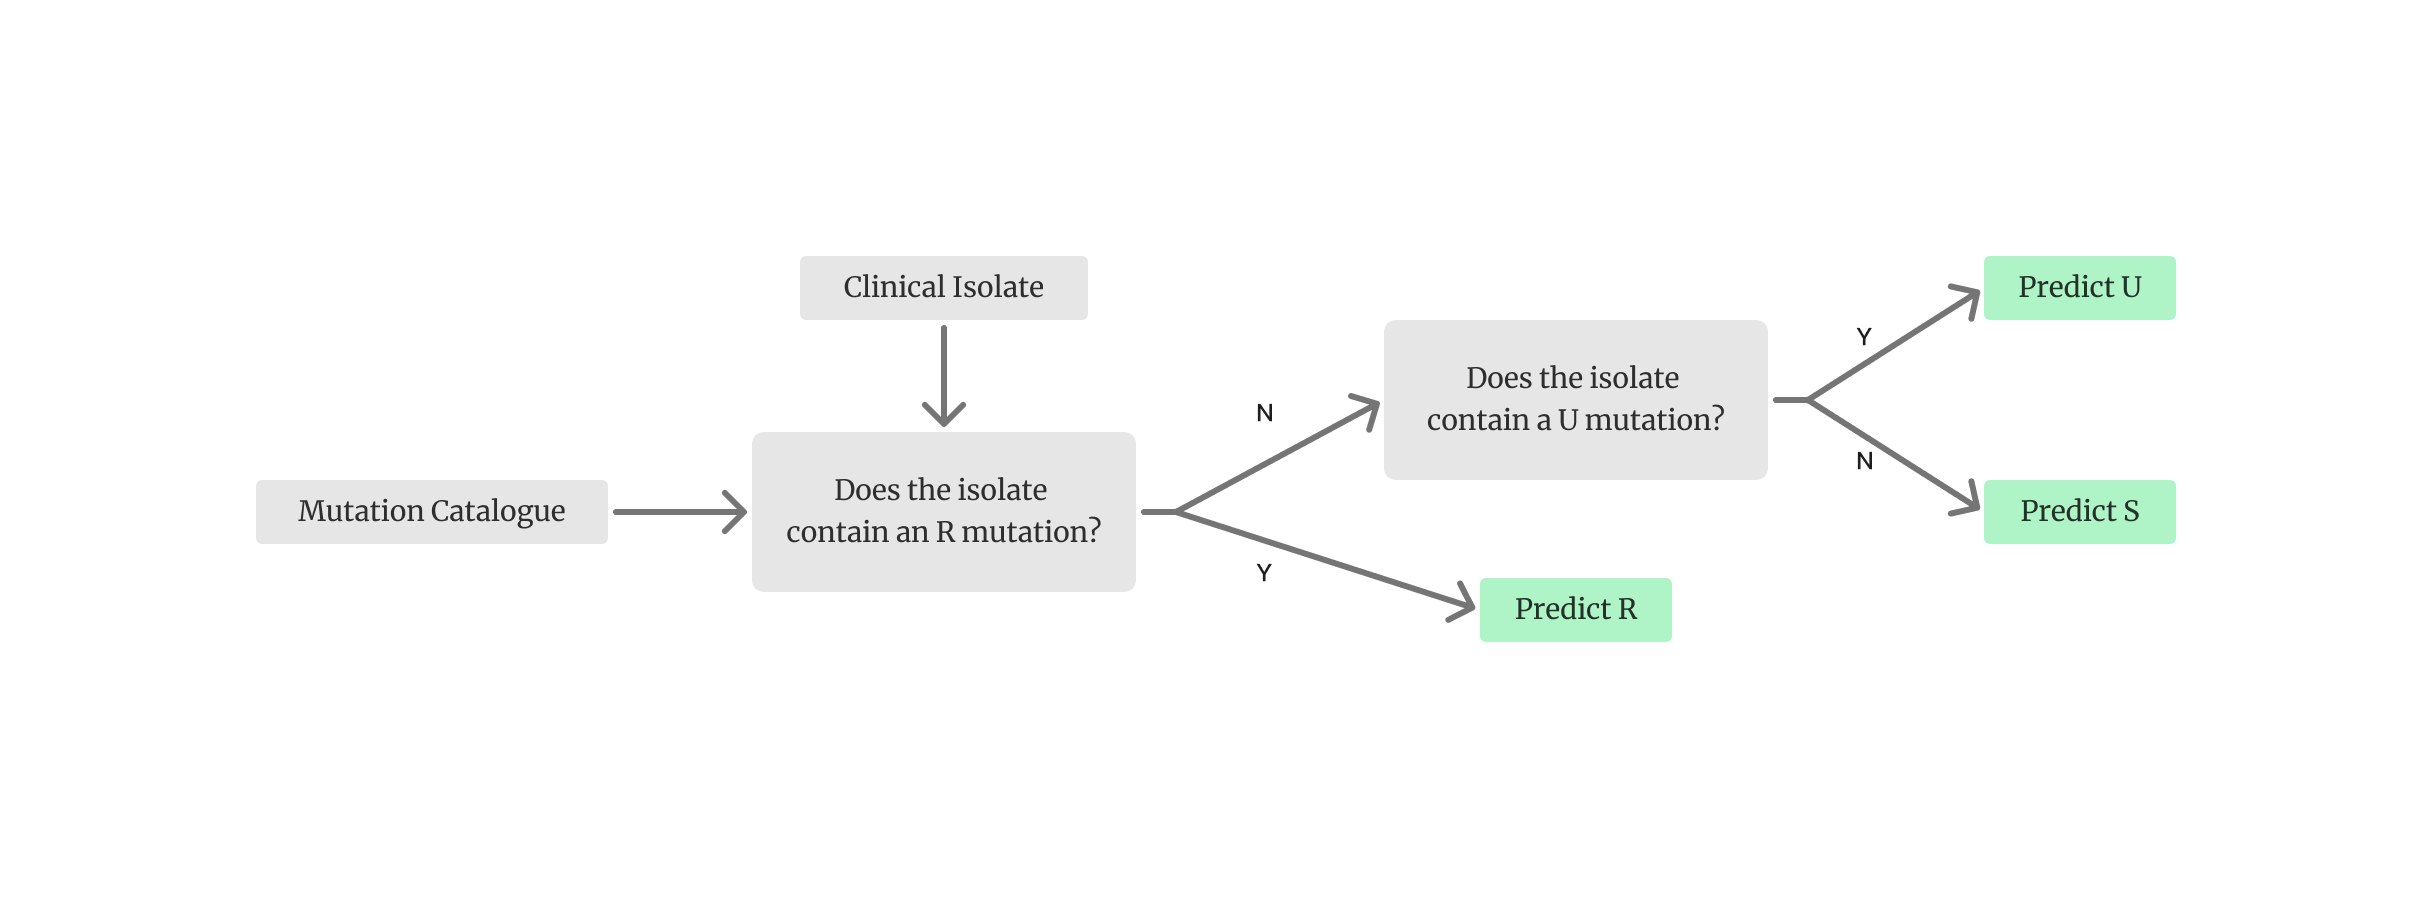 Clinical Isolate
Mutation Catalogue
Does the isolate
contain an R mutation?
N
Y
Does the isolate
contain a U mutation?
Y
N
Predict U
Predict S
Predict R